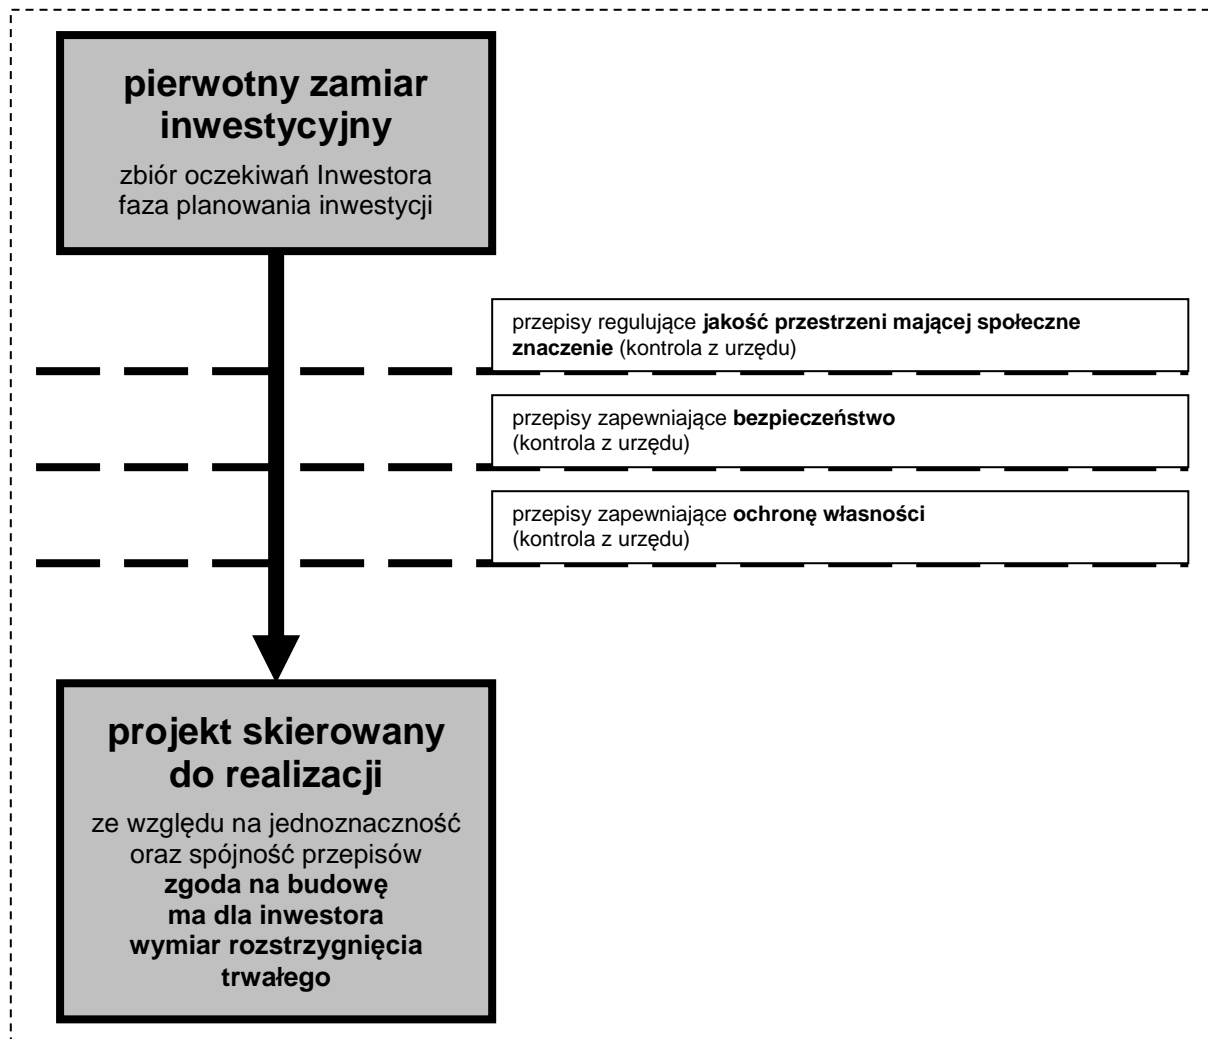 pierwotny zamiar
inwestycyjny
zbiór oczekiwań Inwestora
faza planowania inwestycji
przepisy regulujące jakość przestrzeni mającej społeczne
znaczenie (kontrola z urzędu)
przepisy zapewniające bezpieczeństwo
(kontrola z urzędu)
przepisy zapewniające ochronę własności
(kontrola z urzędu)
projekt skierowany
do realizacji
ze względu na jednoznaczność
oraz spójność przepisów
zgoda na budowę
ma dla inwestora
wymiar rozstrzygnięcia
trwałego